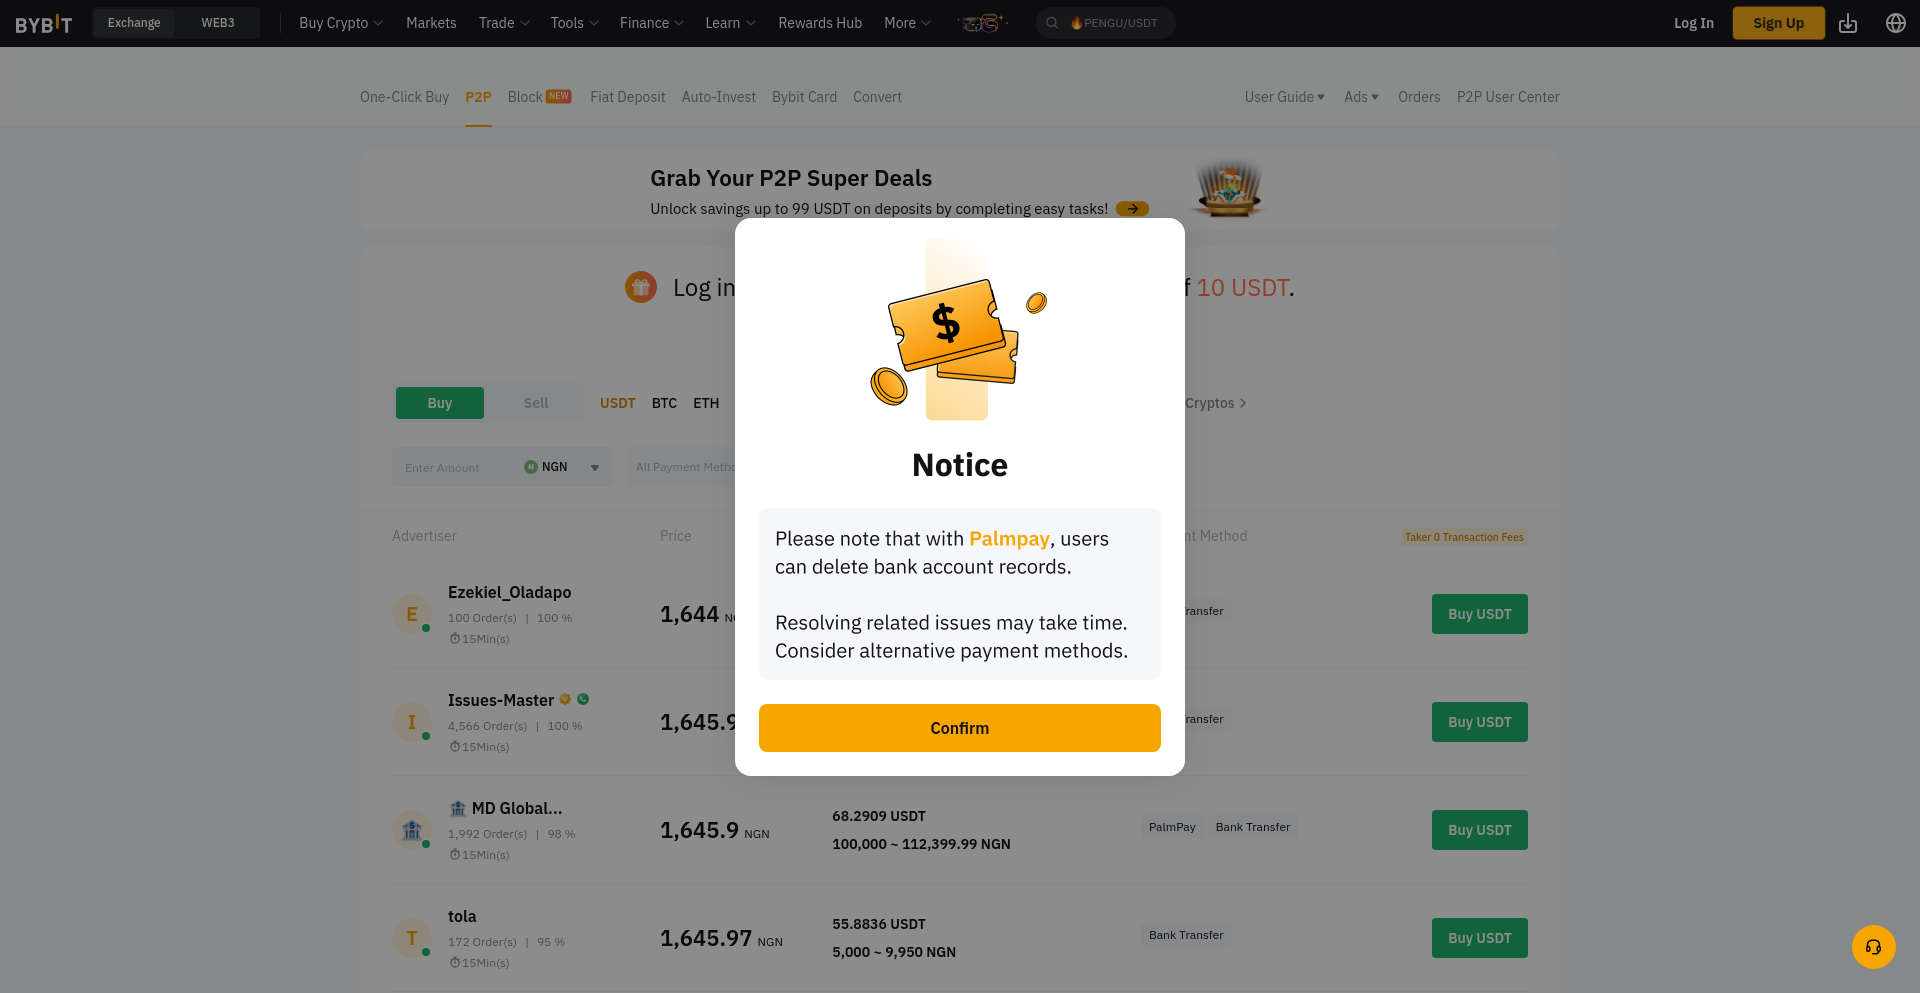 BYBIT Exchange WEB3 Buy Crypto Markets Trade Tools Finance Learn Rewards Hub More 🔥PENGU/USDT Log In Sign Up
One-Click Buy P2P Block NEW Fiat Deposit Auto-Invest Bybit Card Convert User Guide Ads Orders P2P User Center
Grab Your P2P Super Deals
Unlock savings up to 99 USDT on deposits by completing easy tasks!
Log in f 10 USDT.
$
Buy Sell USDT BTC ETH Cryptos
Notice
Enter Amount NGN All Payment Metho
Please note that with Palmpay, users
can delete bank account records.
Resolving related issues may take time.
Consider alternative payment methods.
Confirm
Advertiser Price nt Method Taker 0 Transaction Fees
E Ezekiel_Oladapo
100 Order(s) | 100 %
15Min(s)
1,644 NG ransfer Buy USDT
I Issues-Master
4,566 Order(s) | 100 %
15Min(s)
1,645.9 ransfer Buy USDT
MD Global...
1,992 Order(s) | 98 %
15Min(s)
1,645.9 NGN
68.2909 USDT
100,000 ~ 112,399.99 NGN
PalmPay Bank Transfer Buy USDT
T tola
172 Order(s) | 95 %
15Min(s)
1,645.97 NGN
55.8836 USDT
5,000 ~ 9,950 NGN
Bank Transfer Buy USDT